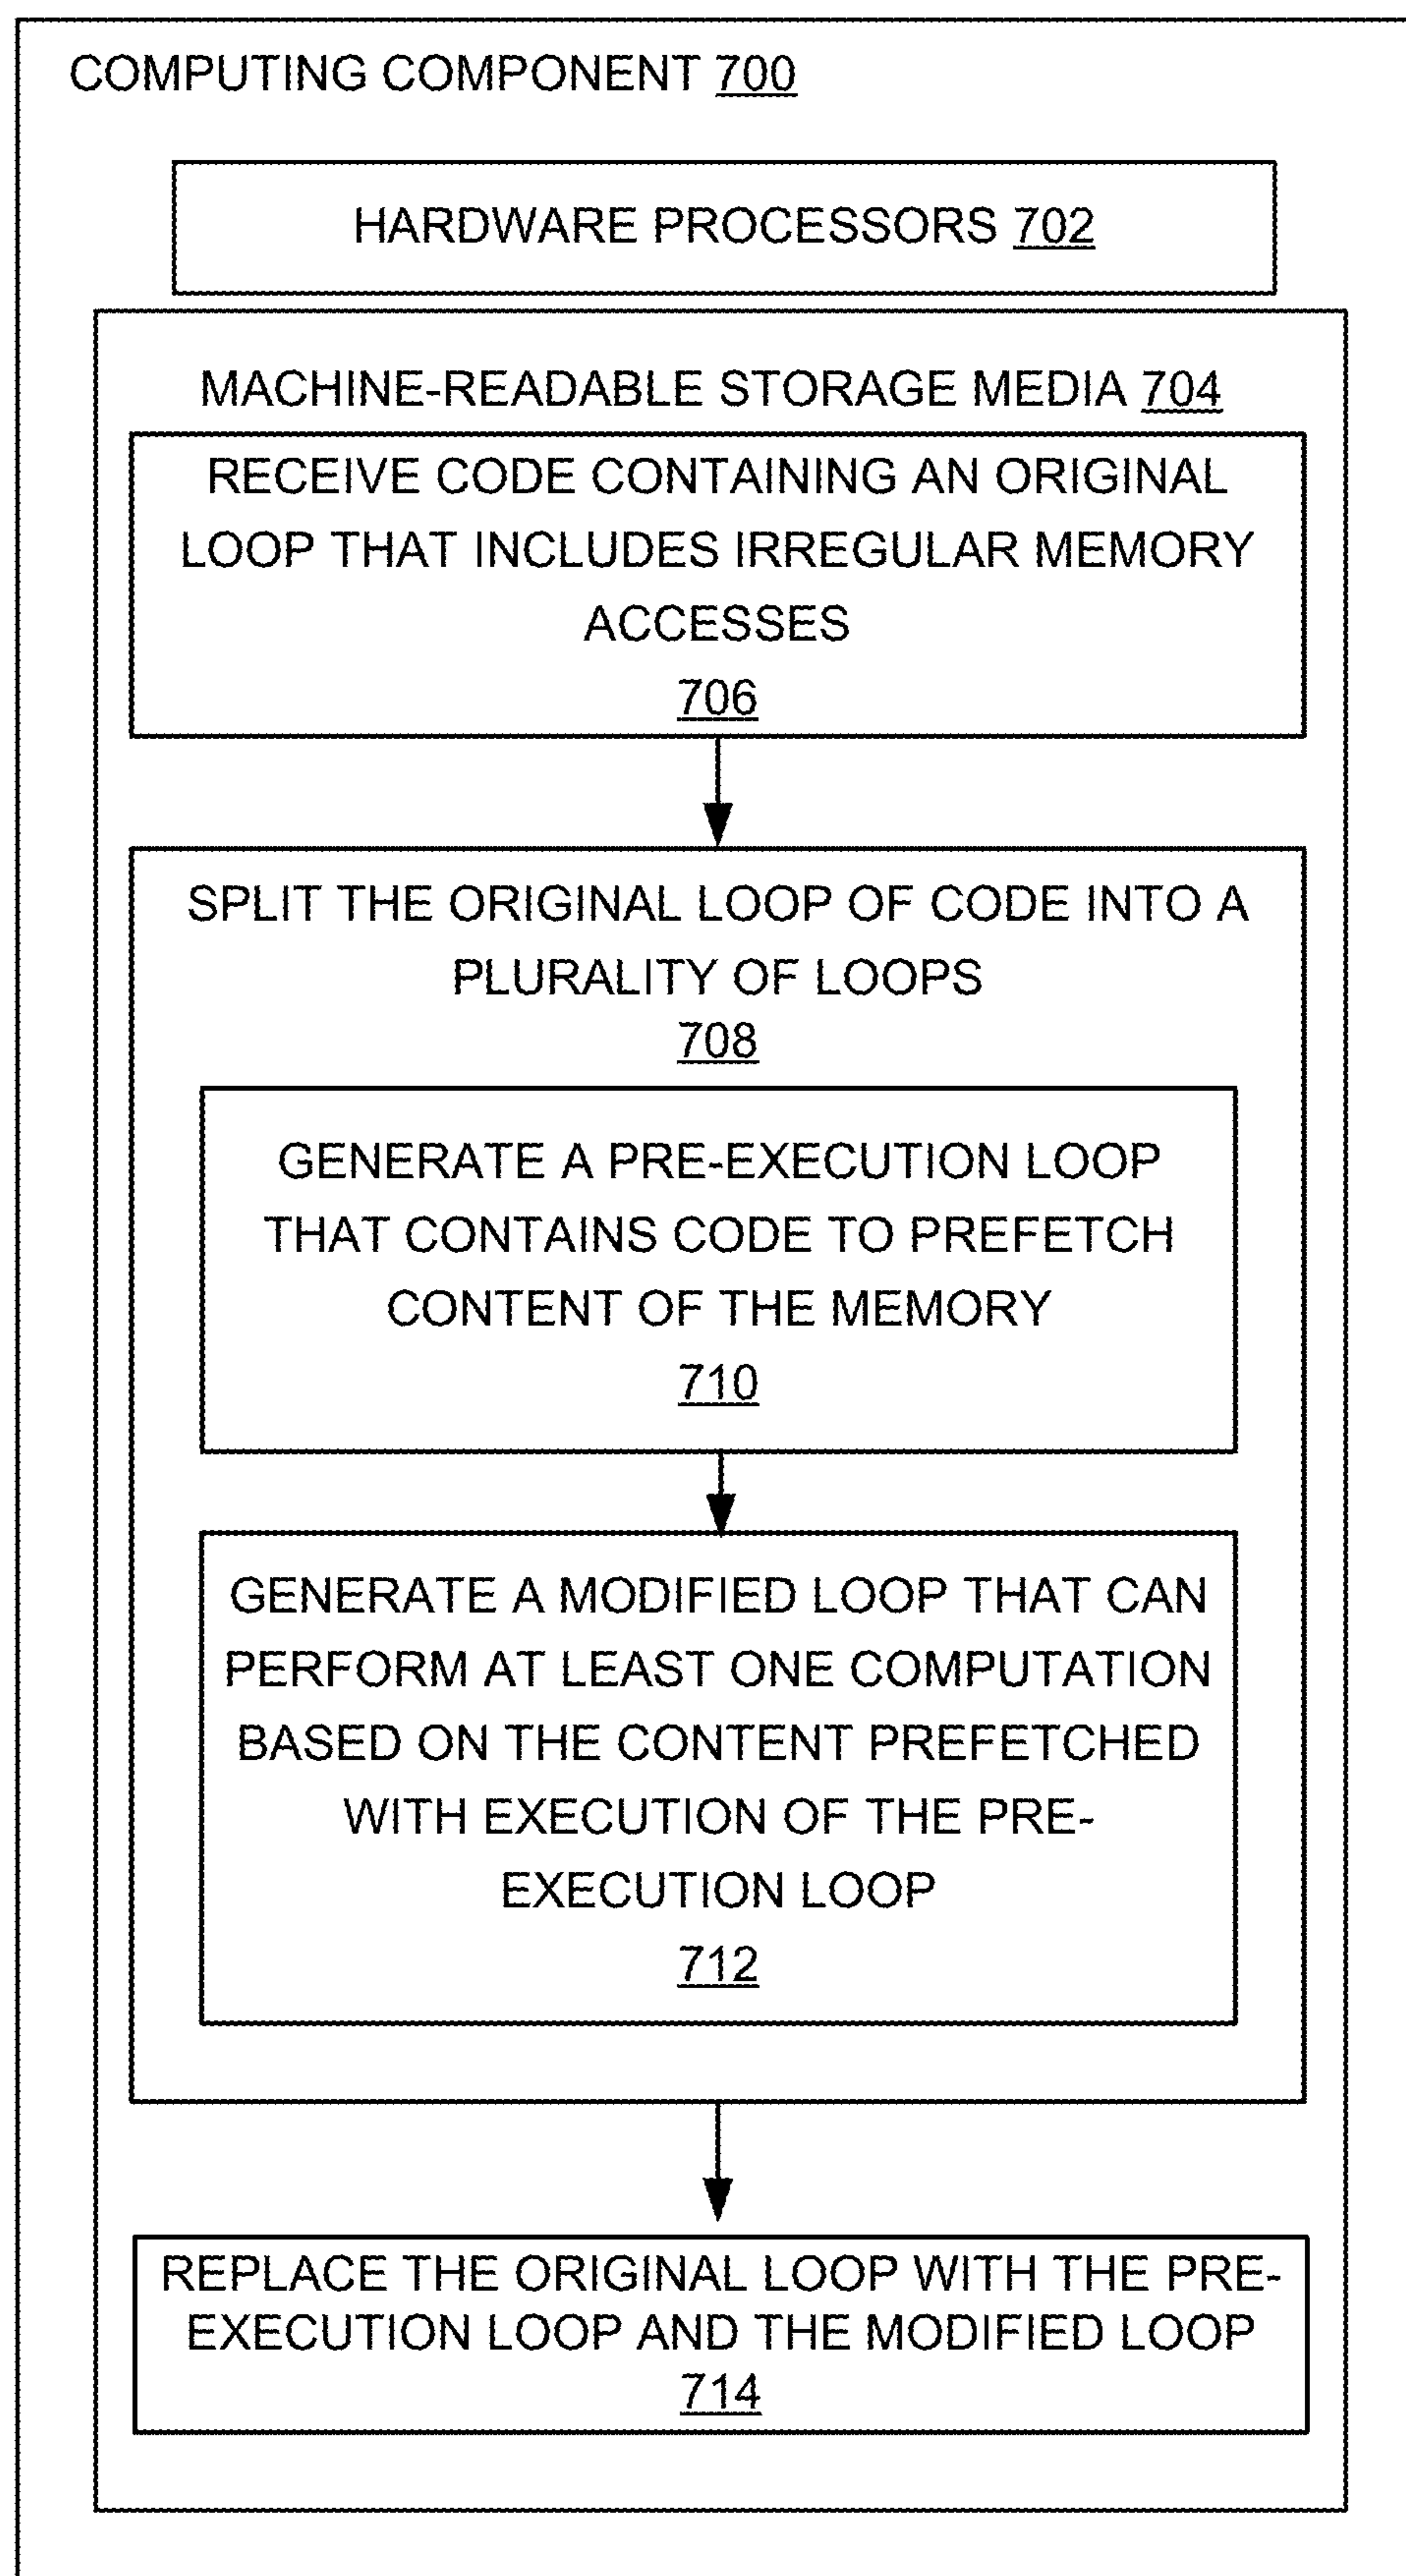 COMPUTING COMPONENT 700
HARDWARE PROCESSORS 702
MACHINE-READABLE STORAGE MEDIA 704
RECEIVE CODE CONTAINING AN ORIGINAL
LOOP THAT INCLUDES IRREGULAR MEMORY
ACCESSES
706
SPLIT THE ORIGINAL LOOP OF CODE INTO A
PLURALITY OF LOOPS
708
GENERATE A PRE-EXECUTION LOOP
THAT CONTAINS CODE TO PREFETCH
CONTENT OF THE MEMORY
710
GENERATE A MODIFIED LOOP THAT CAN
PERFORM AT LEAST ONE COMPUTATION
BASED ON THE CONTENT PREFETCHED
WITH EXECUTION OF THE PRE-
EXECUTION LOOP
712
REPLACE THE ORIGINAL LOOP WITH THE PRE-
EXECUTION LOOP AND THE MODIFIED LOOP
714